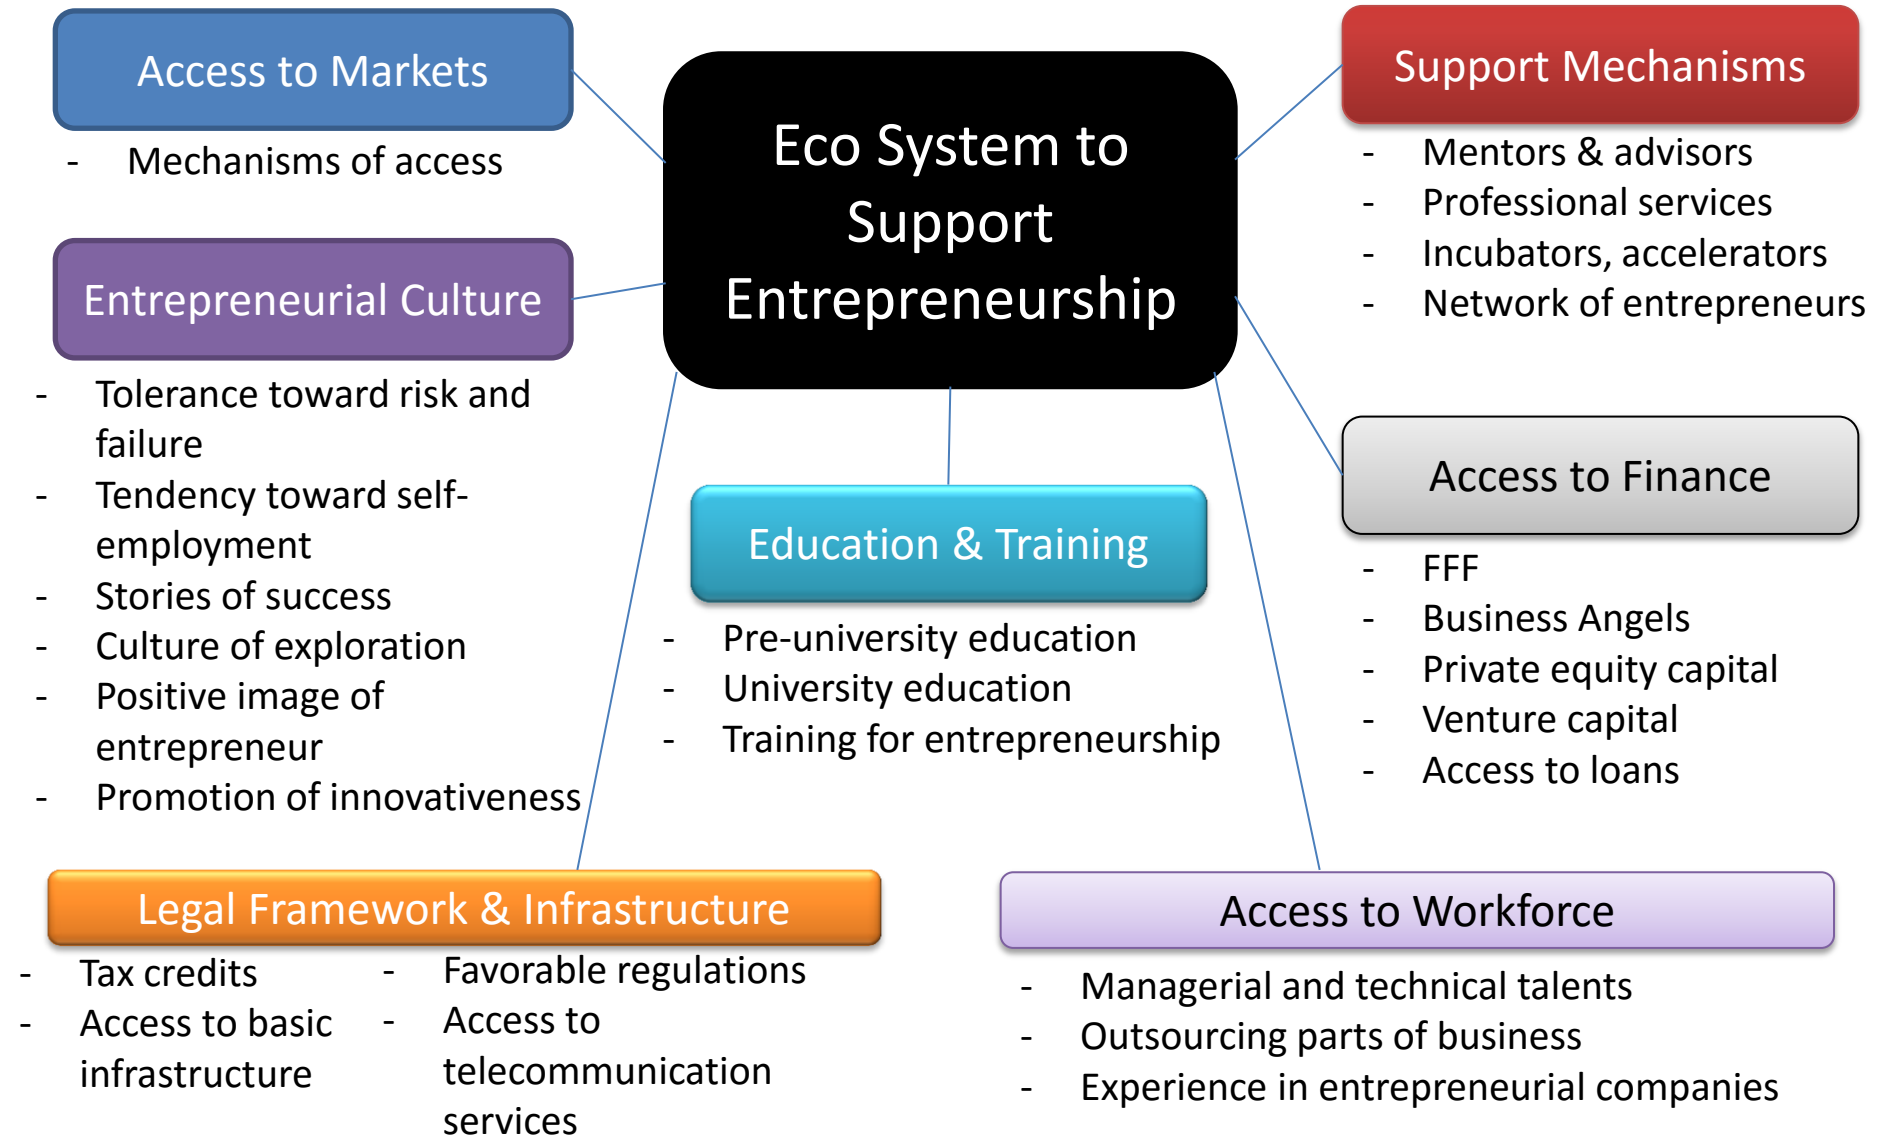 Access to Markets
- Mechanisms of access
Entrepreneurial Culture
- Tolerance toward risk and
failure
- Tendency toward self-
employment
- Stories of success
- Culture of exploration
- Positive image of
entrepreneur
- Promotion of innovativeness
Eco System to
Support
Entrepreneurship
Education & Training
- Pre-university education
- University education
- Training for entrepreneurship
Support Mechanisms
- Mentors & advisors
- Professional services
- Incubators, accelerators
- Network of entrepreneurs
Access to Finance
- FFF
- Business Angels
- Private equity capital
- Venture capital
- Access to loans
Legal Framework & Infrastructure
- Tax credits
- Access to basic
infrastructure
- Favorable regulations
- Access to
telecommunication
services
Access to Workforce
- Managerial and technical talents
- Outsourcing parts of business
- Experience in entrepreneurial companies